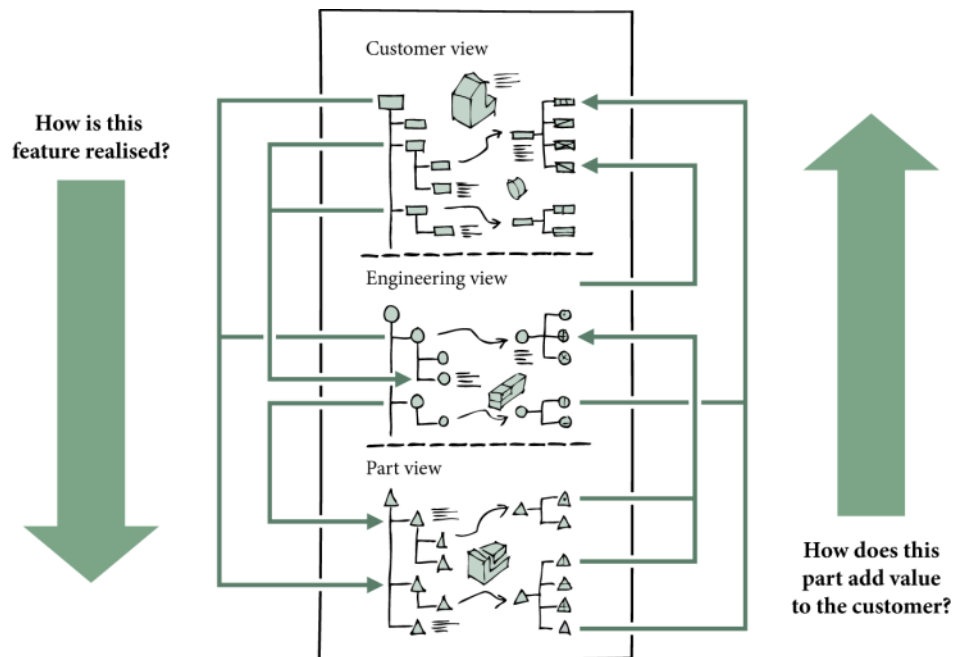 Customer view
How is this
feature realised?
Engineering view
Part view
How does this
part add value
to the customer?